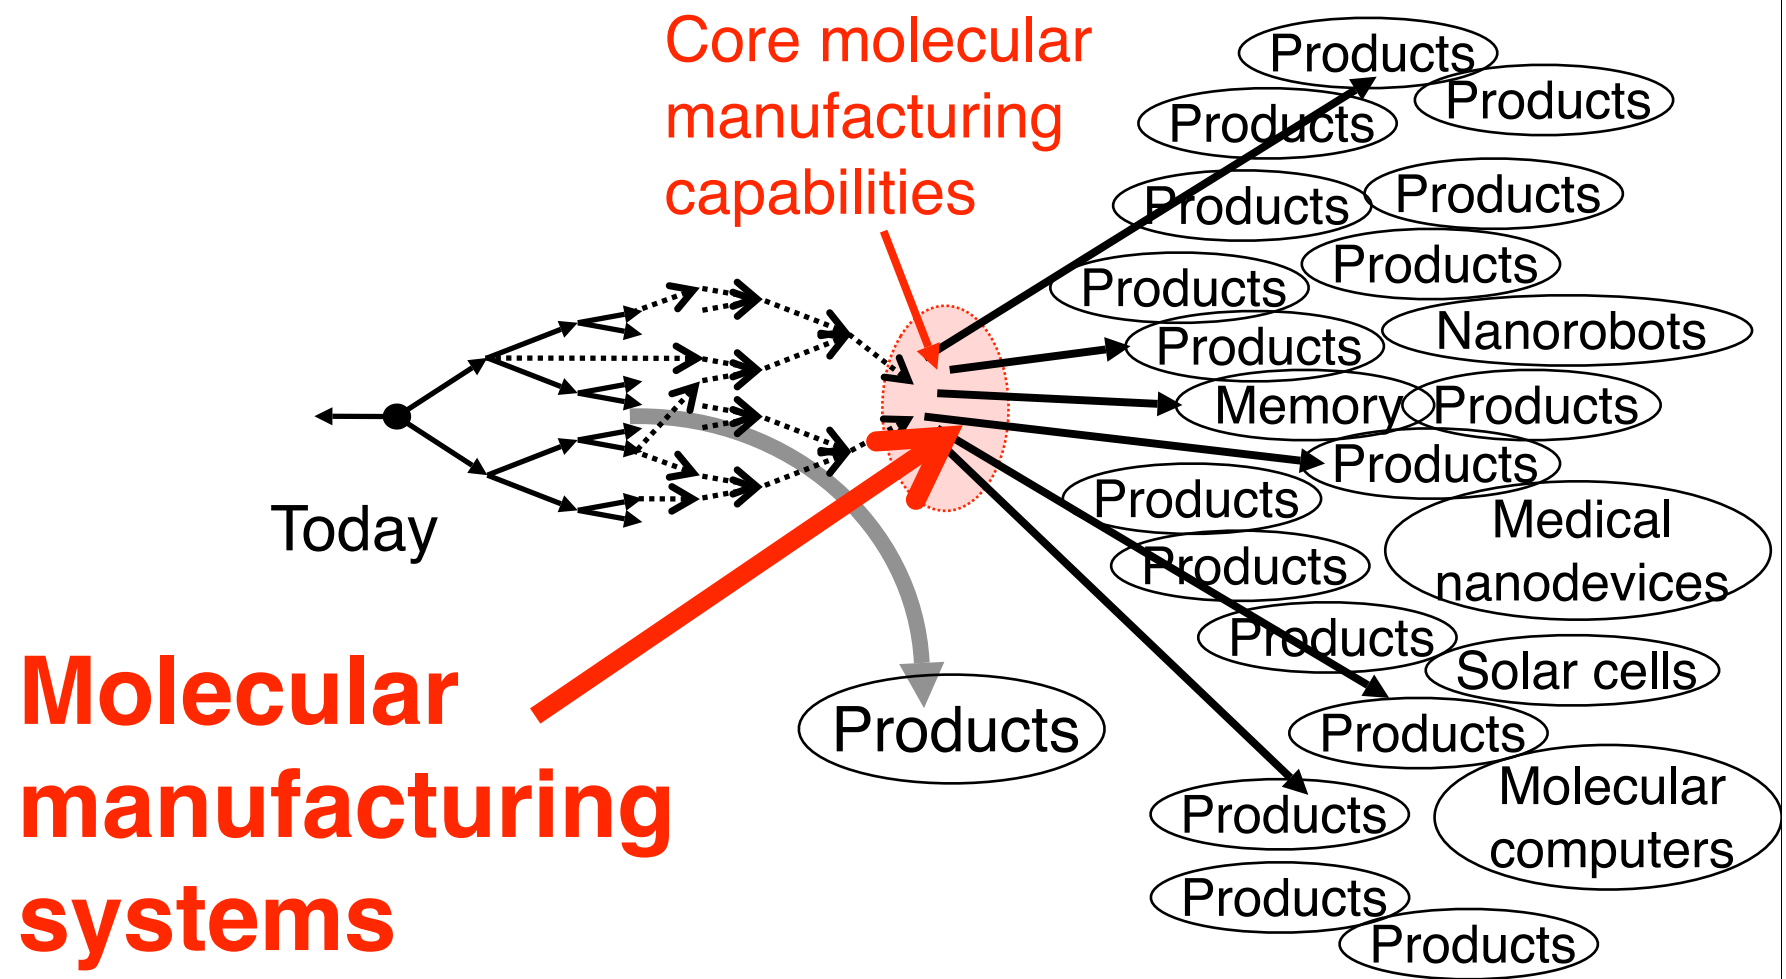 Core molecular
manufacturing
capabilities
Today
Molecular
manufacturing
systems
Products
Products
Products
Products
Products
Products
Products
Products
Products
Products
Nanorobots
Memory
Products
Products
Products
Medical
nanodevices
Products
Products
Solar cells
Products
Molecular
computers
Products
Products
Products